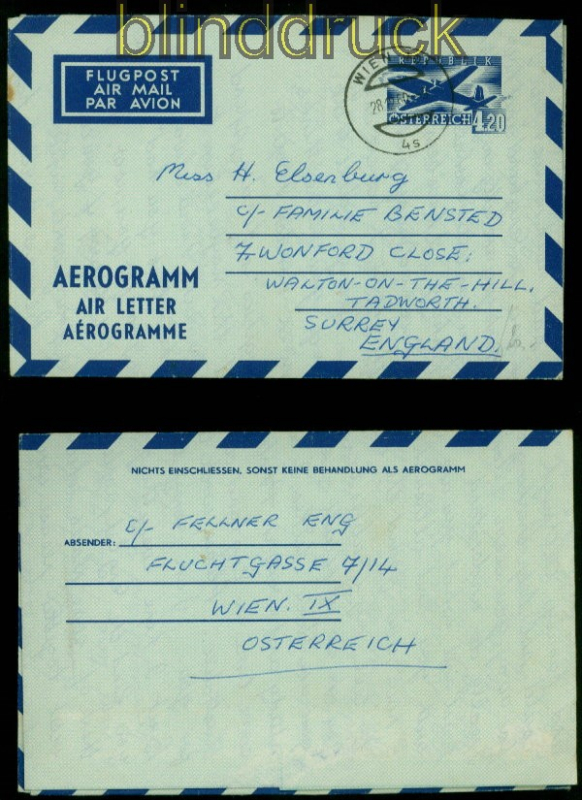 blinddruck
FLUGPOST
AIR MAIL
PAR AVION
REPUBLIK
ÖSTERREICH 4.20
WIEN
4s
Miss H. Elsenburg
c/- FAMILIE BENSTED
7, WONFORD CLOSE;
WALTON-ON-THE-HILL,
TADWORTH.
SURREY
ENGLAND.
AEROGRAMM
AIR LETTER
AÉROGRAMME
NICHTS EINSCHLIESSEN, SONST KEINE BEHANDLUNG ALS AEROGRAMM
ABSENDER: c/- FELLNER ENG
FLUCHTGASSE 7/14
WIEN. IX
OSTERREICH